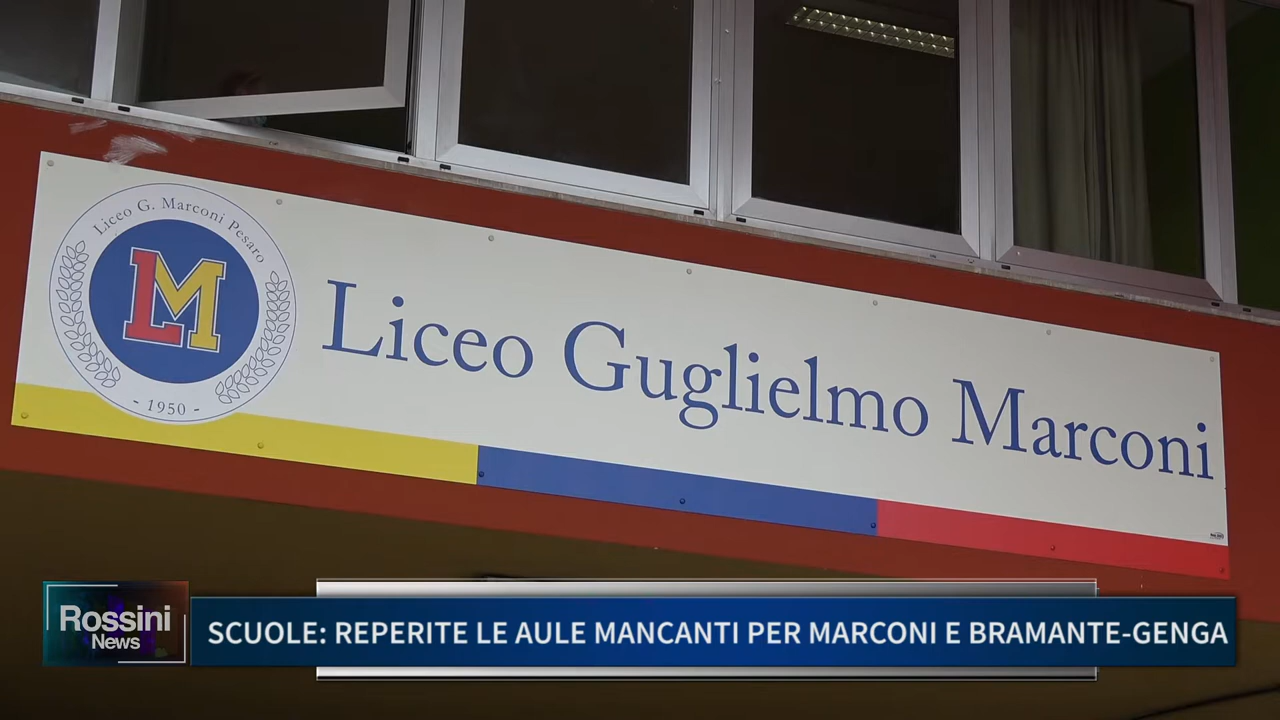 Liceo G. Marconi Pesaro
LM
- 1950 -
Liceo Guglielmo Marconi
Rossini
News
SCUOLE: REPERITE LE AULE MANCANTI PER MARCONI E BRAMANTE-GENGA